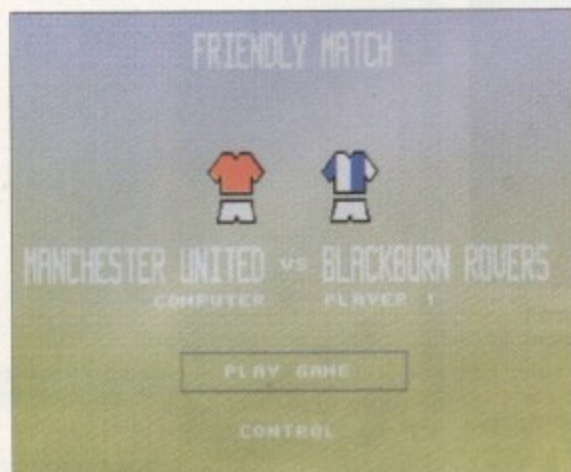 FRIENDLY MATCH
MANCHESTER UNITED VS BLACKBURN ROVERS
COMPUTER PLAYER 1
PLAY GAME
CONTROL